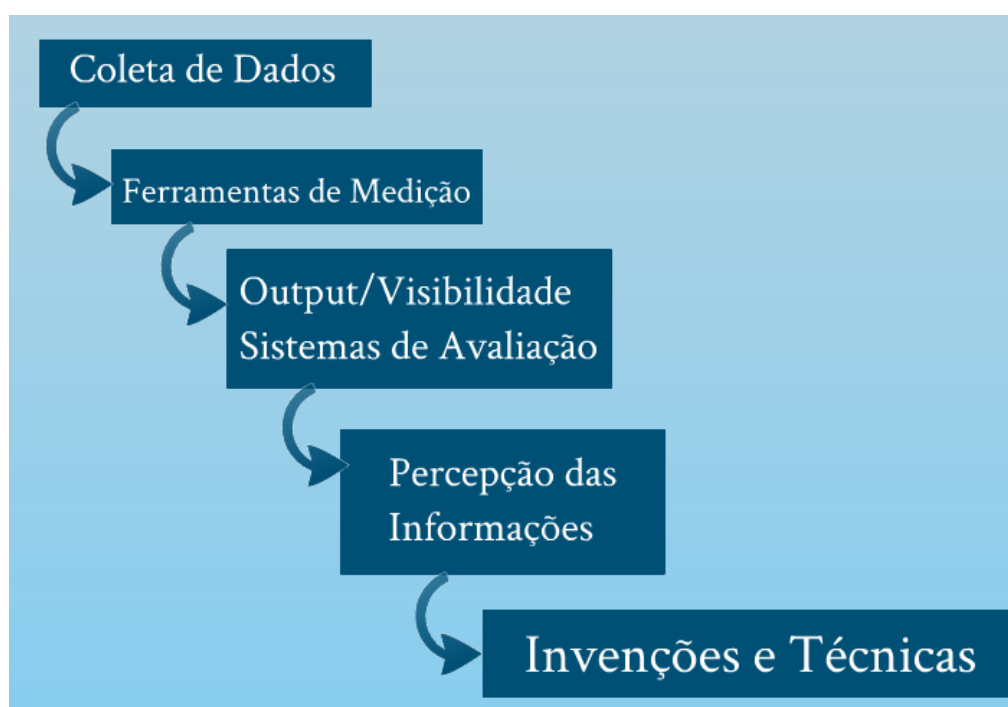 Coleta de Dados
Ferramentas de Medição
Output/Visibilidade
Sistemas de Avaliação
Percepção das
Informações
Invenções e Técnicas